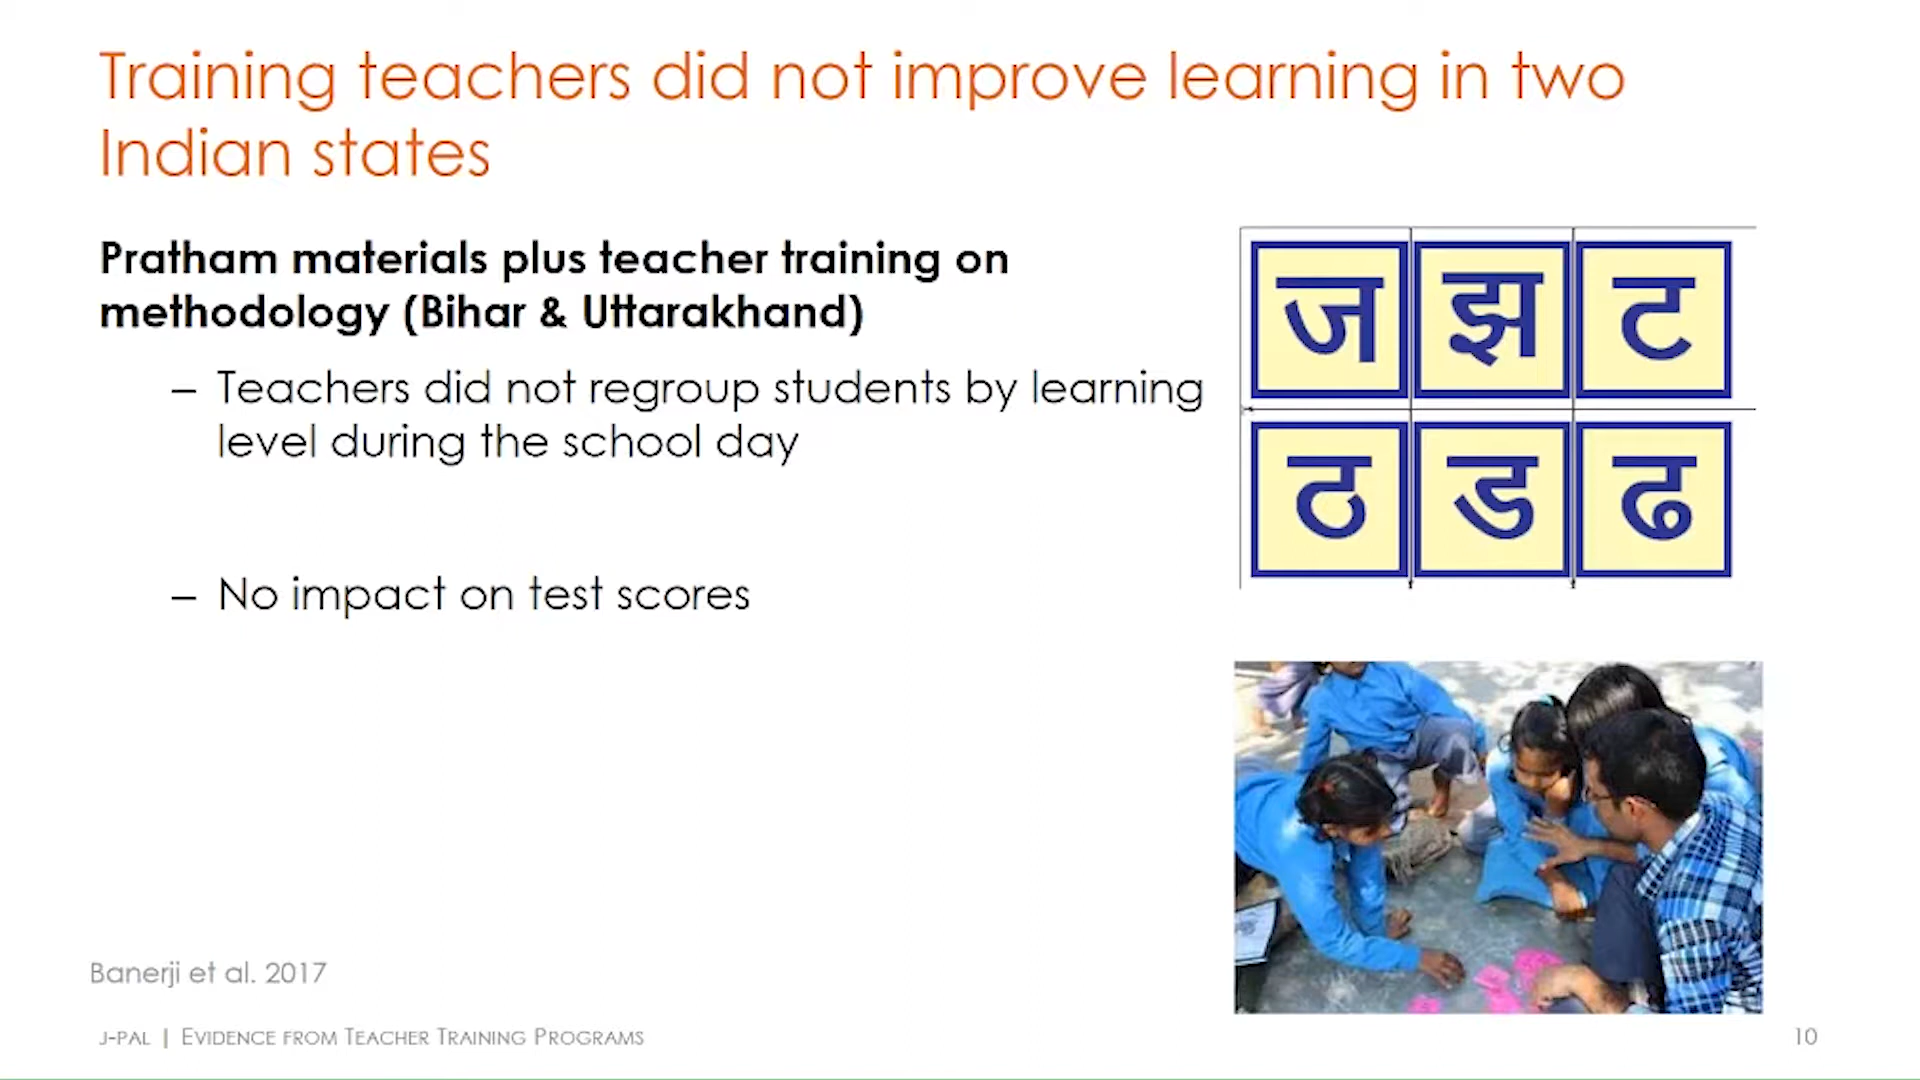 Training teachers did not improve learning in two
Indian states
Pratham materials plus teacher training on
methodology (Bihar & Uttarakhand)
– Teachers did not regroup students by learning
level during the school day
– No impact on test scores
ज झ ट
ठ ड ढ
Banerji et al. 2017
J-PAL | EVIDENCE FROM TEACHER TRAINING PROGRAMS
10